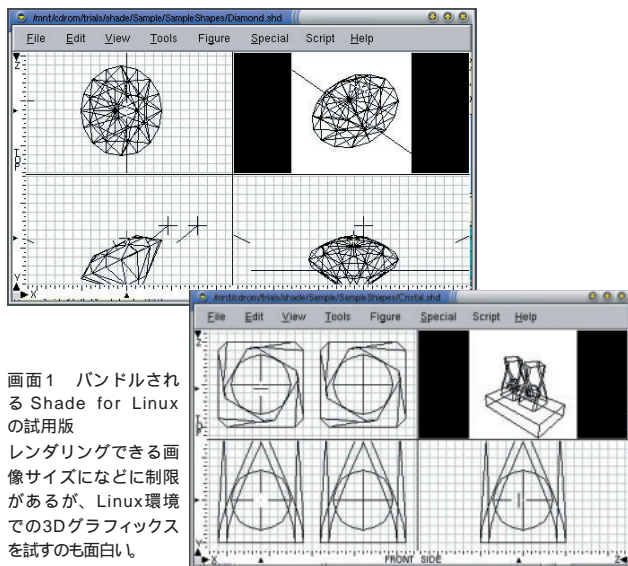 /mnt/cdrom/trials/shade/Sample/SampleShapes/Diamond.shd
File Edit View Tools Figure Special Script Help
Z
TOP
Y
X
/mnt/cdrom/trials/shade/Sample/SampleShapes/Cristal.shd
File Edit View Tools Figure Special Script Help
Z
Y
X
FRONT SIDE
Z
画面1 バンドルされ
る Shade for Linux
の試用版
レンダリングできる画
像サイズになどに制限
があるが、Linux環境
での3Dグラフィックス
を試すのも面白い。